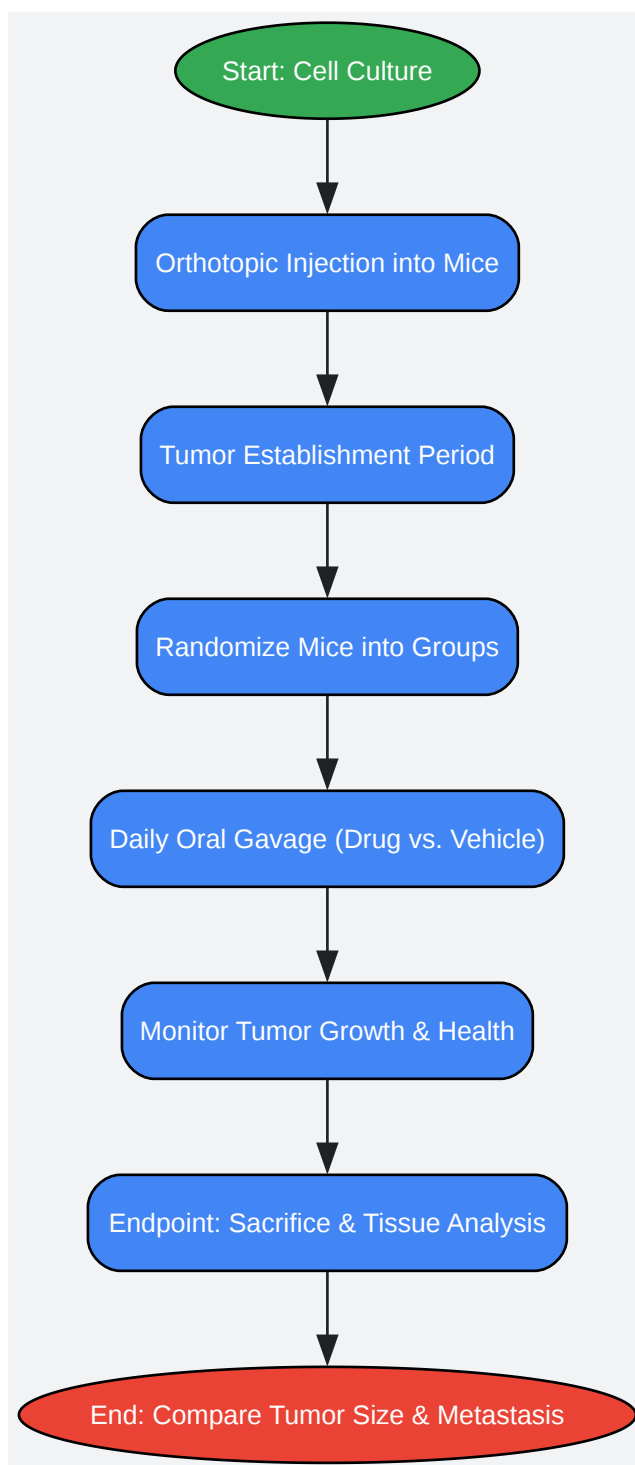 Start: Cell Culture
Orthotopic Injection into Mice
Tumor Establishment Period
Randomize Mice into Groups
Daily Oral Gavage (Drug vs. Vehicle)
Monitor Tumor Growth & Health
Endpoint: Sacrifice & Tissue Analysis
End: Compare Tumor Size & Metastasis